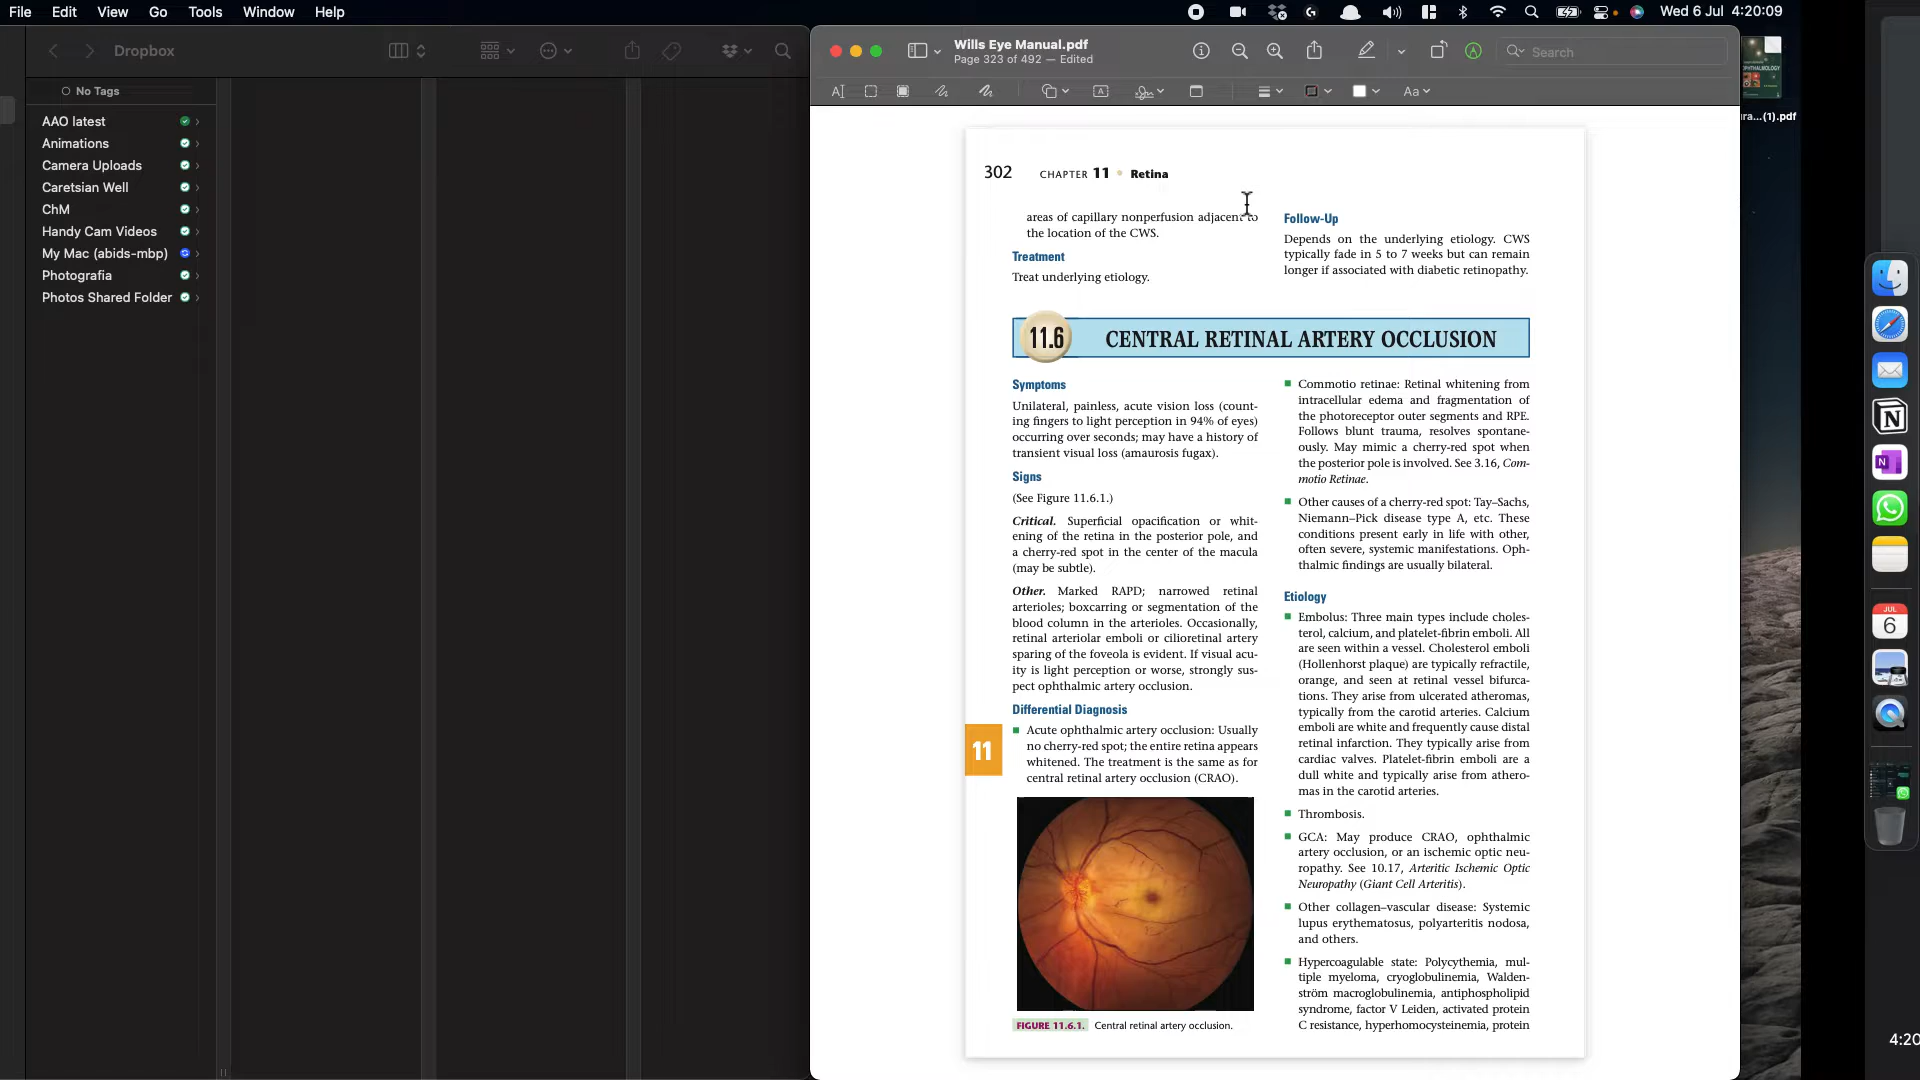 File Edit View Go Tools Window Help
Wed 6 Jul 4:20:09
Dropbox
No Tags
AAO latest
Animations
Camera Uploads
Caretsian Well
ChM
Handy Cam Videos
My Mac (abids-mbp)
Photografia
Photos Shared Folder
Wills Eye Manual.pdf
Page 323 of 492 — Edited
Search
A
Aa
302 CHAPTER 11 • Retina
areas of capillary nonperfusion adjacent to
the location of the CWS.
Treatment
Treat underlying etiology.
Follow-Up
Depends on the underlying etiology. CWS
typically fade in 5 to 7 weeks but can remain
longer if associated with diabetic retinopathy.
11.6 CENTRAL RETINAL ARTERY OCCLUSION
Symptoms
Unilateral, painless, acute vision loss (count-
ing fingers to light perception in 94% of eyes)
occurring over seconds; may have a history of
transient visual loss (amaurosis fugax).
Signs
(See Figure 11.6.1.)
Critical. Superficial opacification or whit-
ening of the retina in the posterior pole, and
a cherry-red spot in the center of the macula
(may be subtle).
Other. Marked RAPD; narrowed retinal
arterioles; boxcarring or segmentation of the
blood column in the arterioles. Occasionally,
retinal arteriolar emboli or cilioretinal artery
sparing of the foveola is evident. If visual acu-
ity is light perception or worse, strongly sus-
pect ophthalmic artery occlusion.
Differential Diagnosis
Acute ophthalmic artery occlusion: Usually
no cherry-red spot; the entire retina appears
whitened. The treatment is the same as for
central retinal artery occlusion (CRAO).
11
FIGURE 11.6.1. Central retinal artery occlusion.
Commotio retinae: Retinal whitening from
intracellular edema and fragmentation of
the photoreceptor outer segments and RPE.
Follows blunt trauma, resolves spontane-
ously. May mimic a cherry-red spot when
the posterior pole is involved. See 3.16, Com-
motio Retinae.
Other causes of a cherry-red spot: Tay–Sachs,
Niemann–Pick disease type A, etc. These
conditions present early in life with other,
often severe, systemic manifestations. Oph-
thalmic findings are usually bilateral.
Etiology
Embolus: Three main types include choles-
terol, calcium, and platelet-fibrin emboli. All
are seen within a vessel. Cholesterol emboli
(Hollenhorst plaque) are typically refractile,
orange, and seen at retinal vessel bifurca-
tions. They arise from ulcerated atheromas,
typically from the carotid arteries. Calcium
emboli are white and frequently cause distal
retinal infarction. They typically arise from
cardiac valves. Platelet-fibrin emboli are a
dull white and typically arise from athero-
mas in the carotid arteries.
Thrombosis.
GCA: May produce CRAO, ophthalmic
artery occlusion, or an ischemic optic neu-
ropathy. See 10.17, Arteritic Ischemic Optic
Neuropathy (Giant Cell Arteritis).
Other collagen–vascular disease: Systemic
lupus erythematosus, polyarteritis nodosa,
and others.
Hypercoagulable state: Polycythemia, mul-
tiple myeloma, cryoglobulinemia, Walden-
ström macroglobulinemia, antiphospholipid
syndrome, factor V Leiden, activated protein
C resistance, hyperhomocysteinemia, protein
ra...(1).pdf
JUL
6
4:20